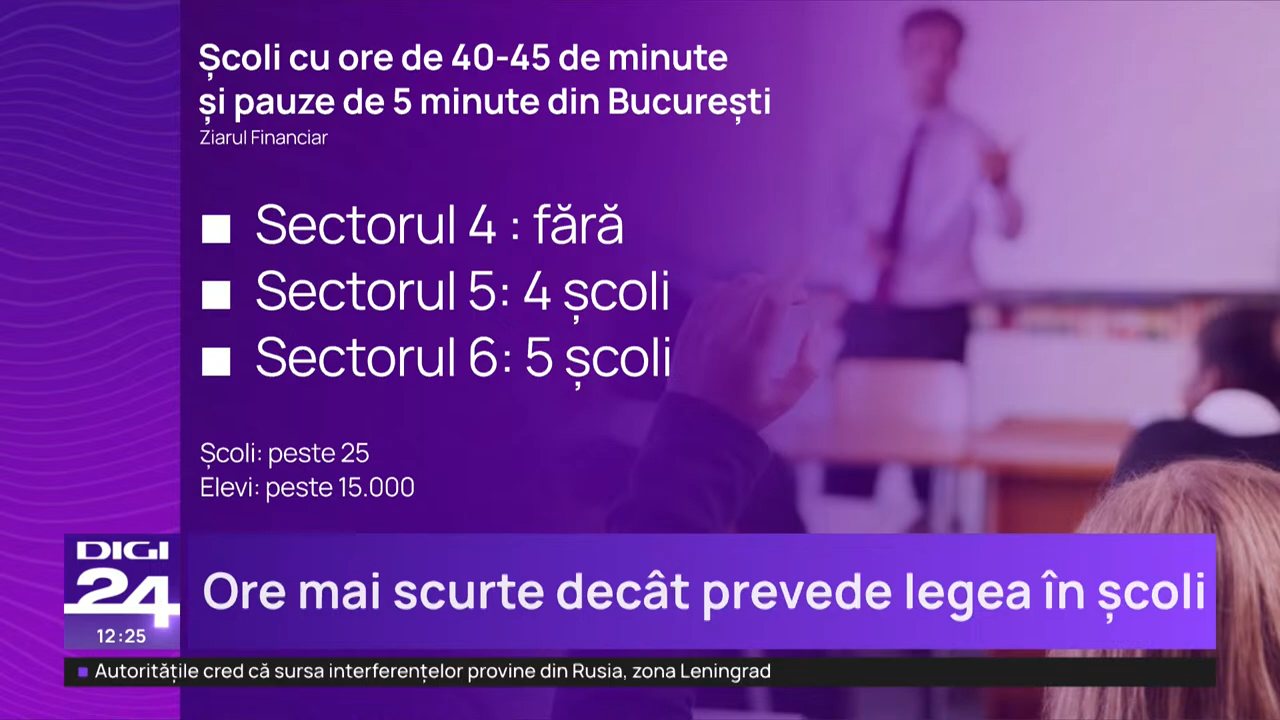 Școli cu ore de 40-45 de minute
și pauze de 5 minute din București
Ziarul Financiar
Sectorul 4 : fără
Sectorul 5: 4 școli
Sectorul 6: 5 școli
Școli: peste 25
Elevi: peste 15.000
DIGI
24
12:25
Ore mai scurte decât prevede legea în școli
Autoritățile cred că sursa interferențelor provine din Rusia, zona Leningrad